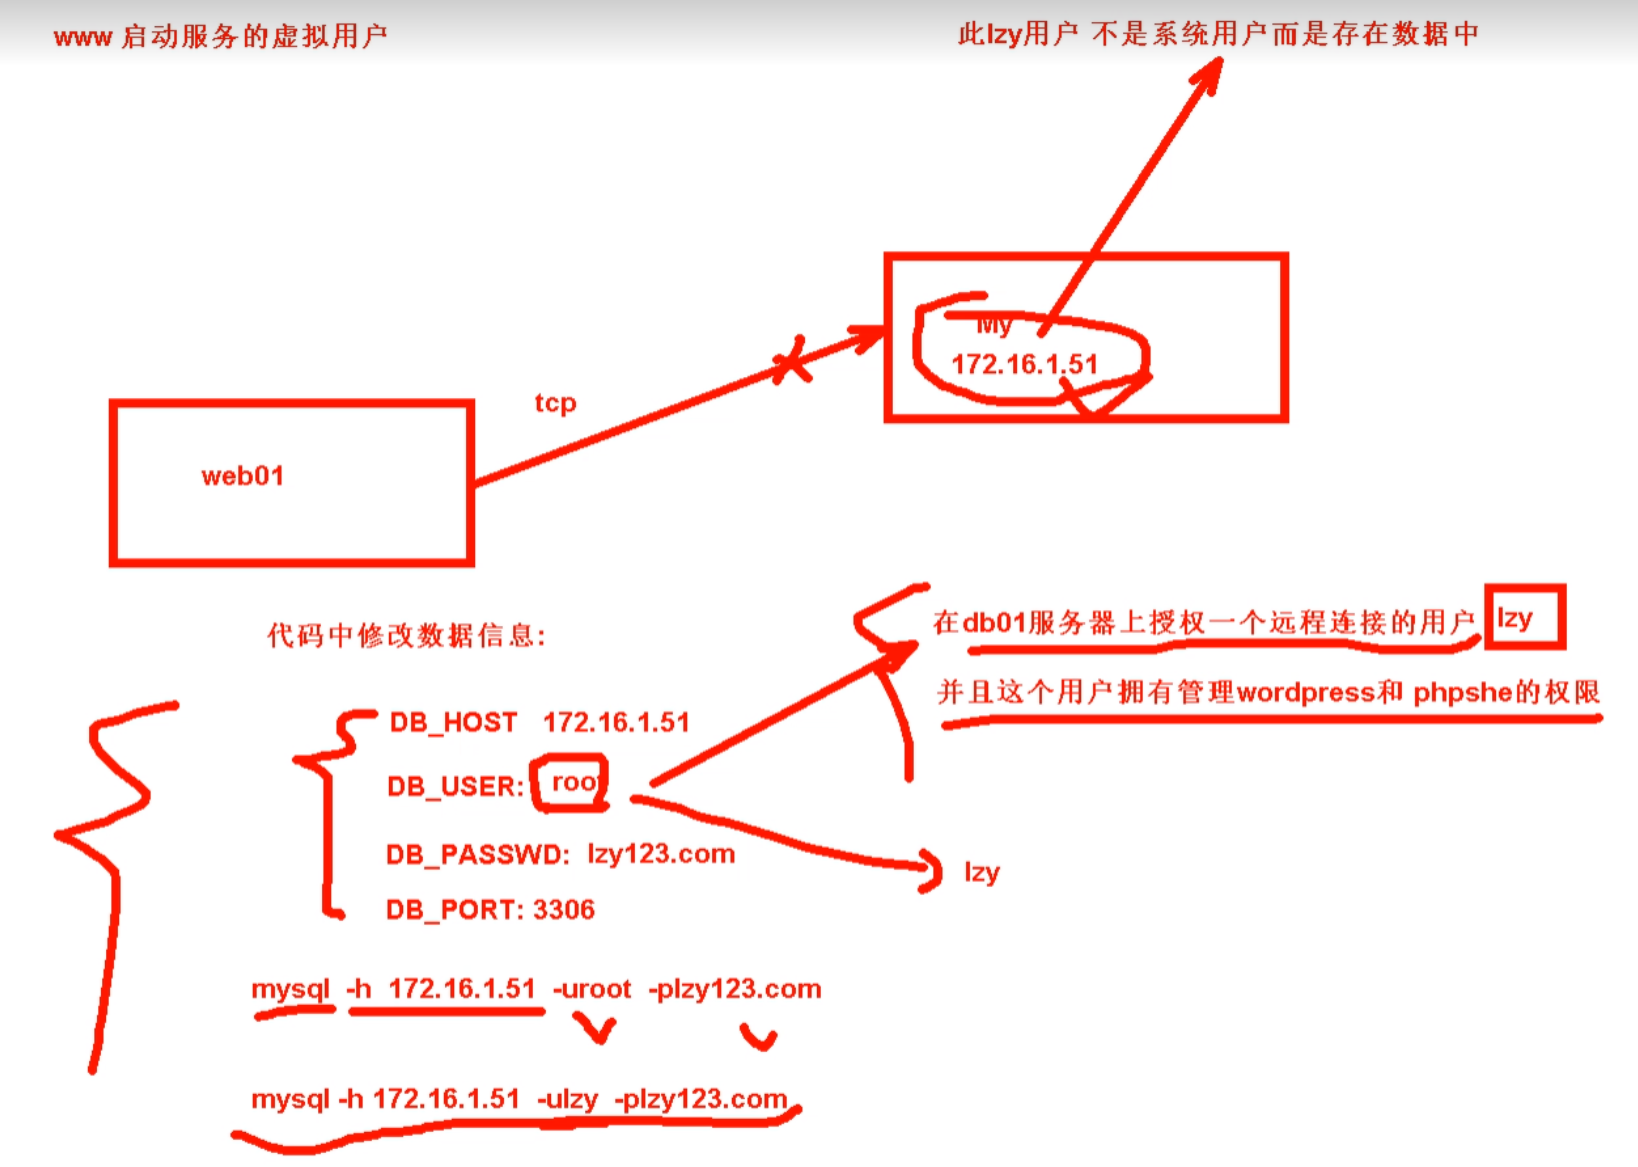 www 启动服务的虚拟用户
此lzy用户 不是系统用户而是存在数据中
My
172.16.1.51
tcp
web01
代码中修改数据信息:
在db01服务器上授权一个远程连接的用户 lzy
并且这个用户拥有管理wordpress和 phpshe的权限
DB_HOST 172.16.1.51
DB_USER: root
DB_PASSWD: lzy123.com
lzy
DB_PORT: 3306
mysql -h 172.16.1.51 -uroot -plzy123.com
mysql -h 172.16.1.51 -ulzy -plzy123.com